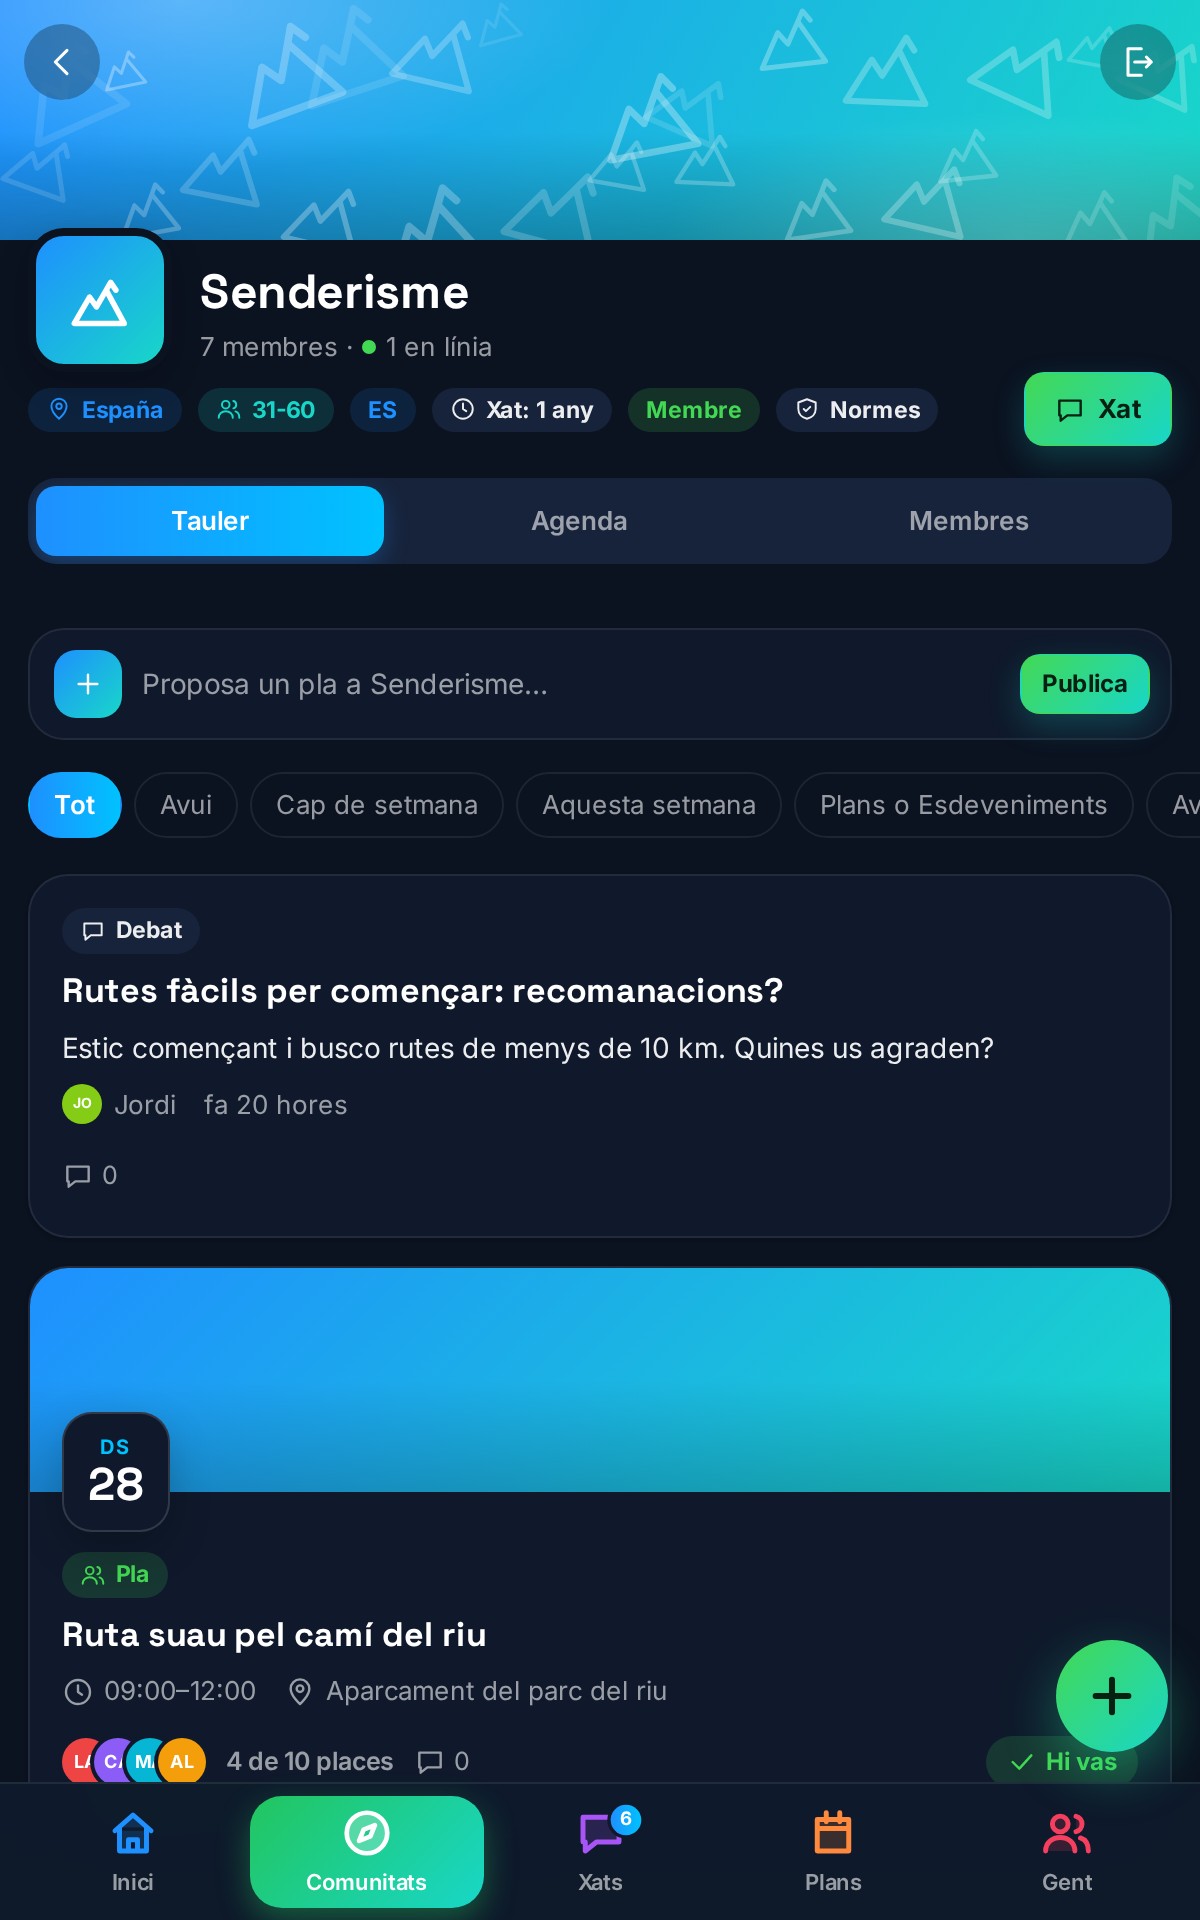 Senderisme
7 membres · 1 en línia
España 31-60 ES Xat: 1 any Membre Normes Xat
Tauler Agenda Membres
Proposa un pla a Senderisme... Publica
Tot Avui Cap de setmana Aquesta setmana Plans o Esdeveniments
Debat
Rutes fàcils per començar: recomanacions?
Estic començant i busco rutes de menys de 10 km. Quines us agraden?
JO Jordi fa 20 hores
0
DS
28
Pla
Ruta suau pel camí del riu
09:00–12:00 Aparcament del parc del riu
AL 4 de 10 places 0 Hi vas
6
Inici Comunitats Xats Plans Gent